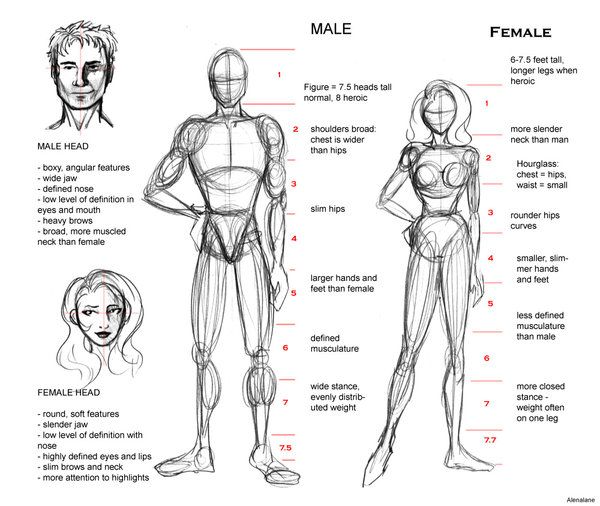 MALE
FEMALE
MALE HEAD
- boxy, angular features
- wide jaw
- defined nose
- low level of definition in
eyes and mouth
- heavy brows
- broad, more muscled
neck than female
FEMALE HEAD
- round, soft features
- slender jaw
- low level of definition with
nose
- highly defined eyes and lips
- slim brows and neck
- more attention to highlights
1
2
3
4
5
6
7
7.5
Figure = 7.5 heads tall
normal, 8 heroic
shoulders broad:
chest is wider
than hips
slim hips
larger hands and
feet than female
defined
musculature
wide stance,
evenly distrib-
uted weight
1
2
3
4
5
6
7
7.7
6-7.5 feet tall,
longer legs when
heroic
more slender
neck than man
Hourglass:
chest = hips,
waist = small
rounder hips
curves
smaller, slim-
mer hands
and feet
less defined
musculature
than male
more closed
stance -
weight often
on one leg
Alenalane